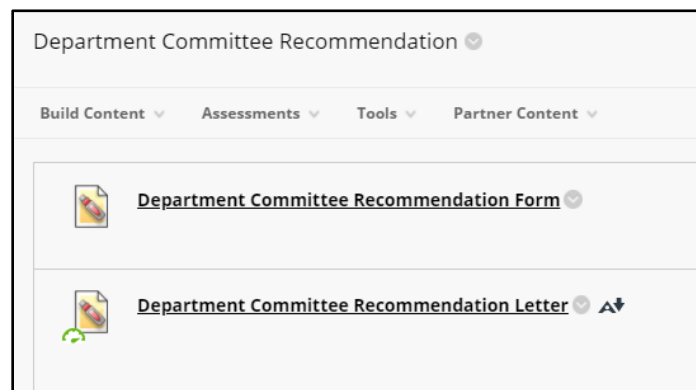 Department Committee Recommendation
Build Content Assessments Tools Partner Content
Department Committee Recommendation Form
Department Committee Recommendation Letter